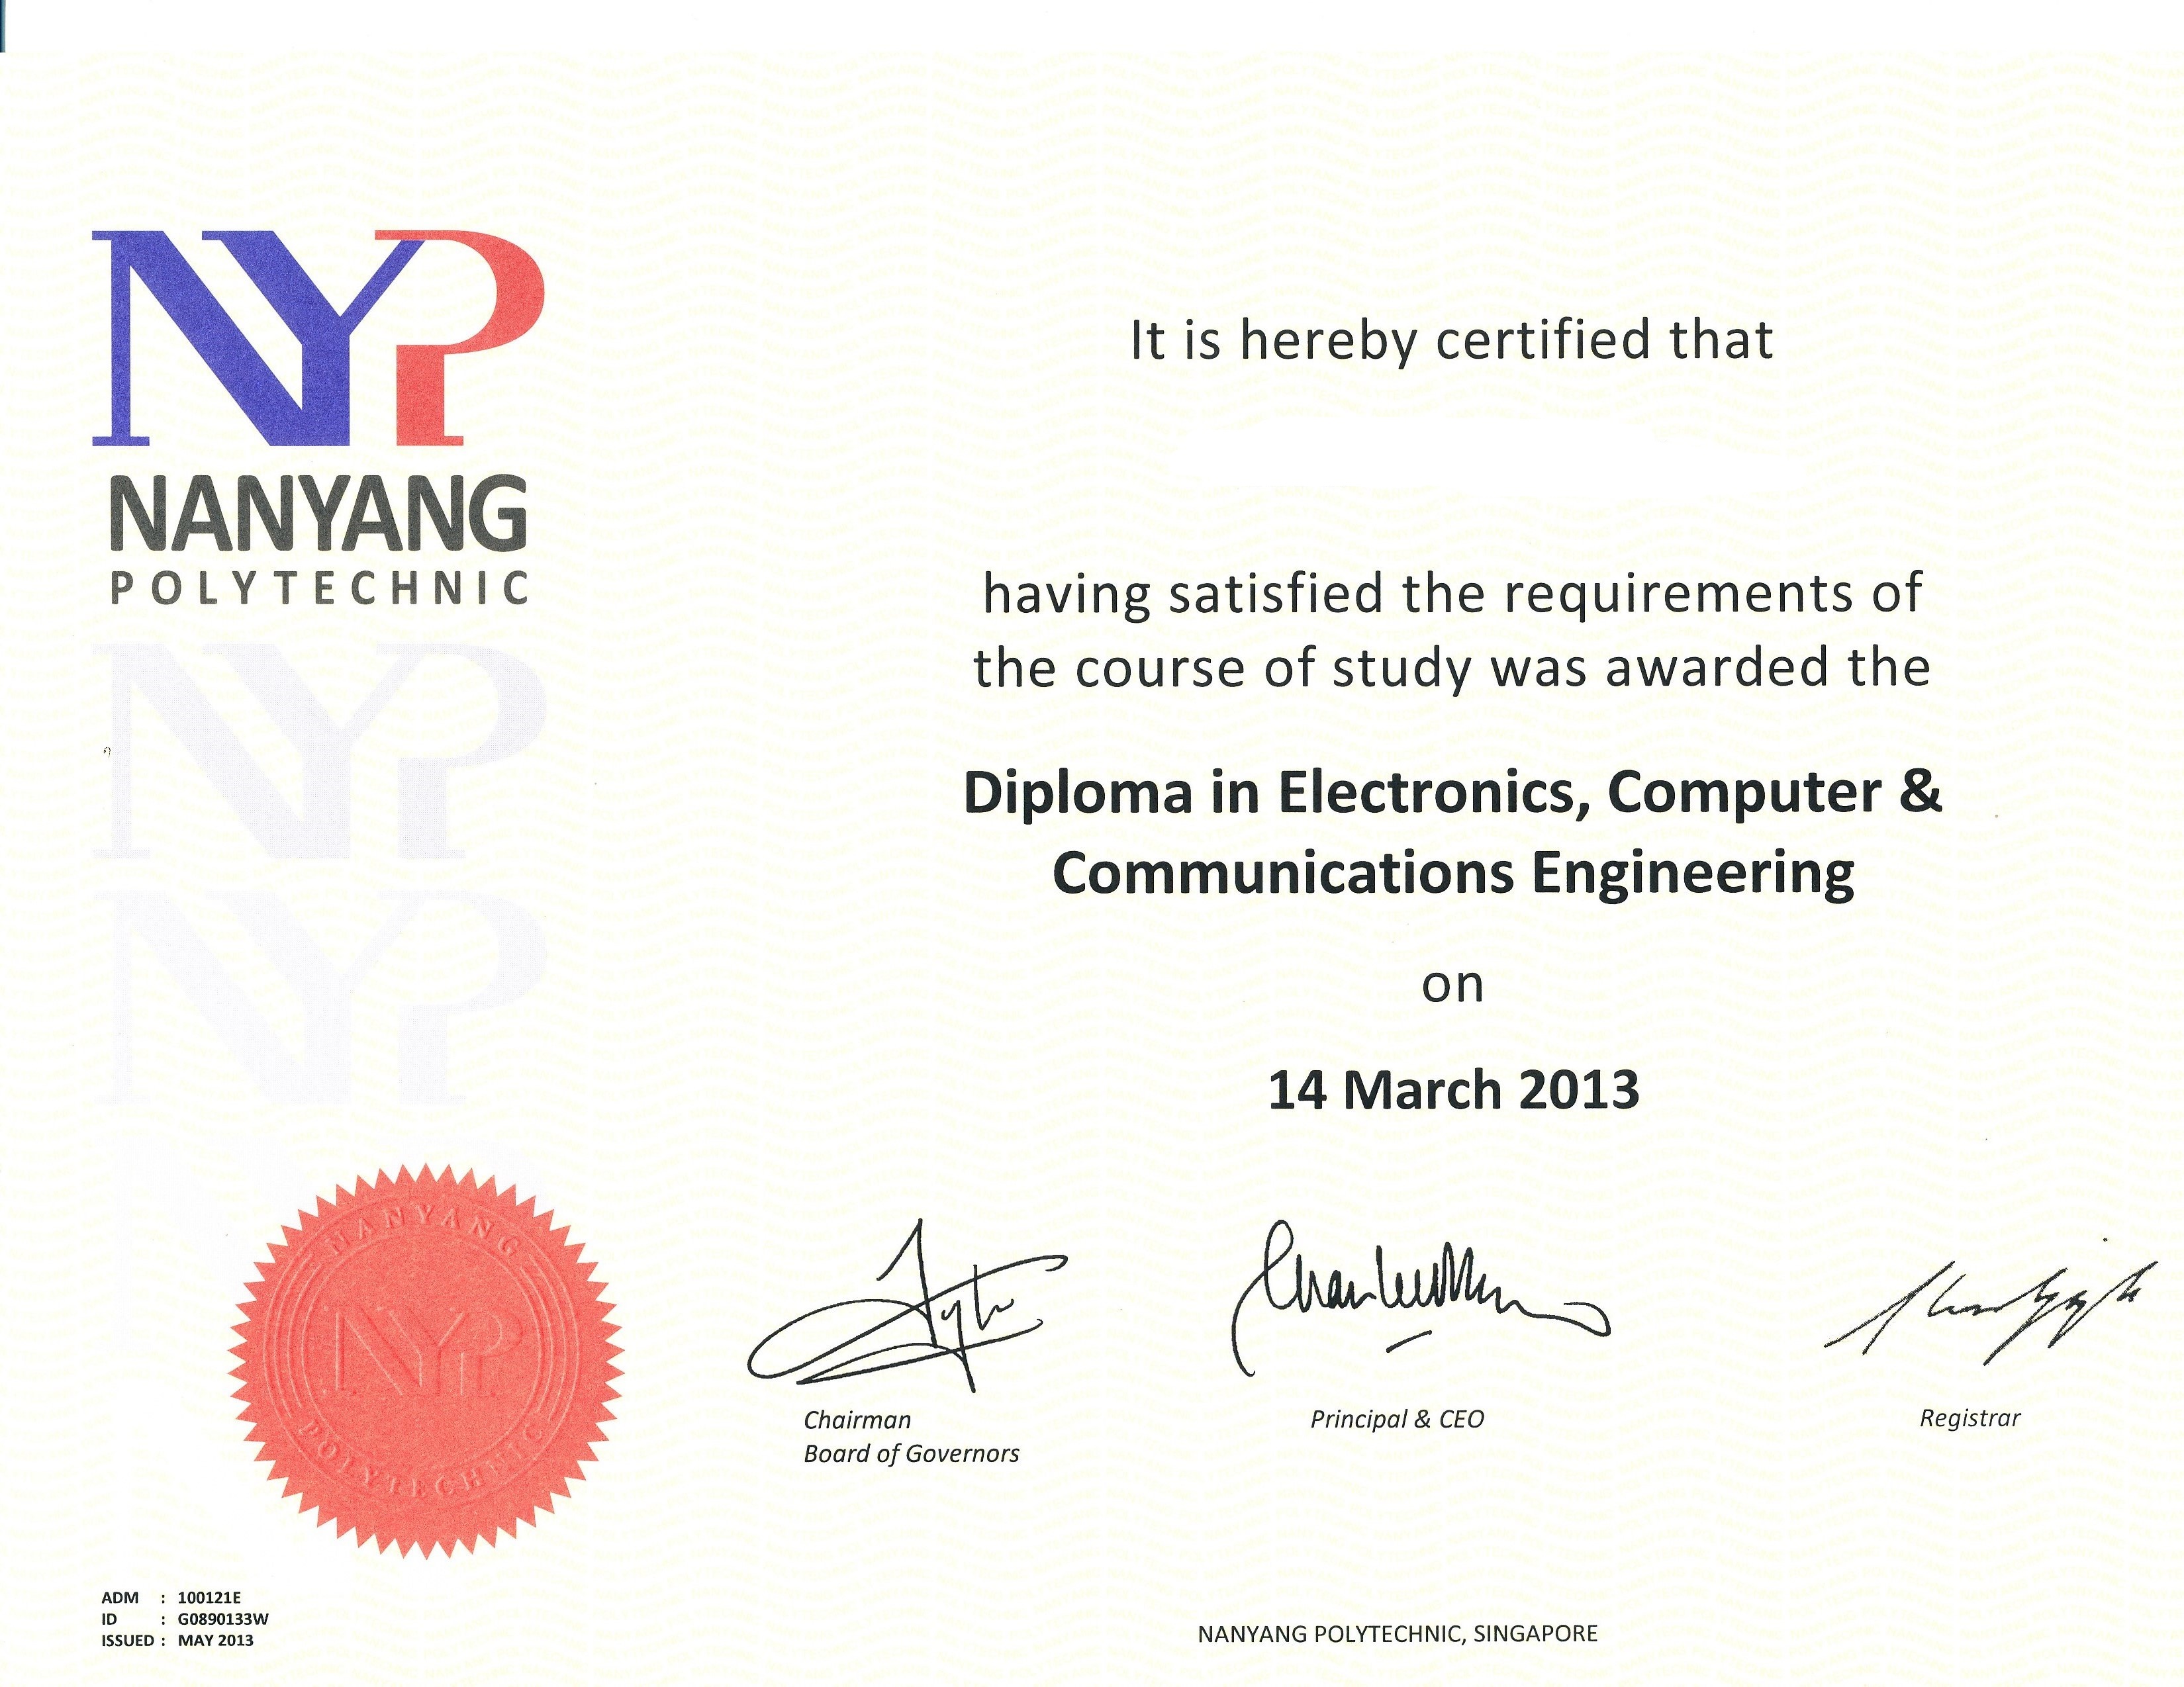 NYP
NANYANG
POLYTECHNIC
It is hereby certified that
having satisfied the requirements of
the course of study was awarded the
Diploma in Electronics, Computer &
Communications Engineering
on
14 March 2013
NYP
NYP
NANYANG
NYP
POLYTECHNIC
Chairman
Board of Governors
Principal & CEO
Registrar
ADM : 100121E
ID : G0890133W
ISSUED : MAY 2013
NANYANG POLYTECHNIC, SINGAPORE